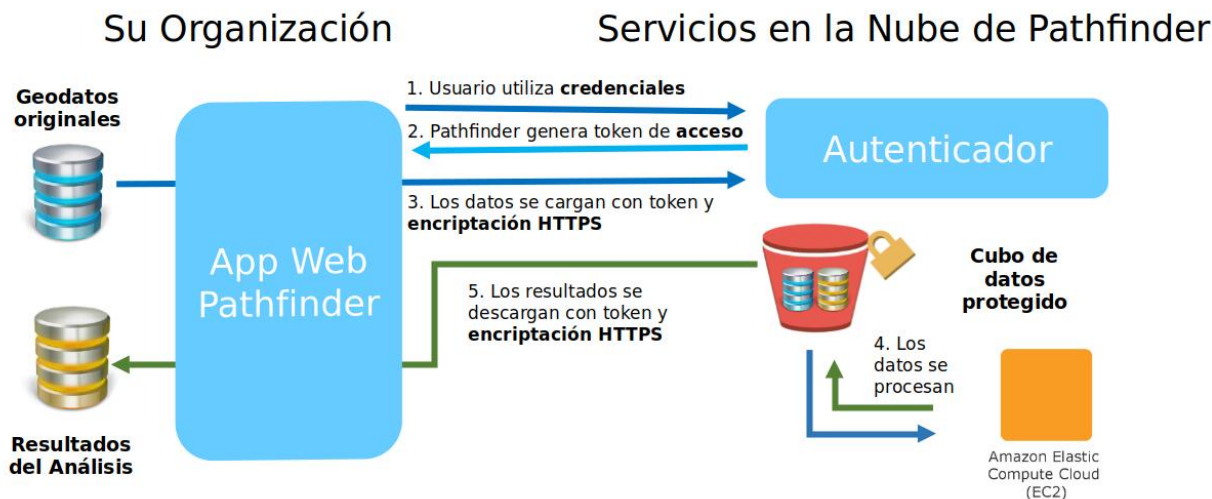 Su Organización
Servicios en la Nube de Pathfinder
Geodatos
originales
1. Usuario utiliza credenciales
2. Pathfinder genera token de acceso
Autenticador
3. Los datos se cargan con token y
encriptación HTTPS
App Web
Pathfinder
Cubo de
datos
protegido
5. Los resultados se
descargan con token y
encriptación HTTPS
4. Los
datos se
procesan
Resultados
del Análisis
Amazon Elastic
Compute Cloud
(EC2)